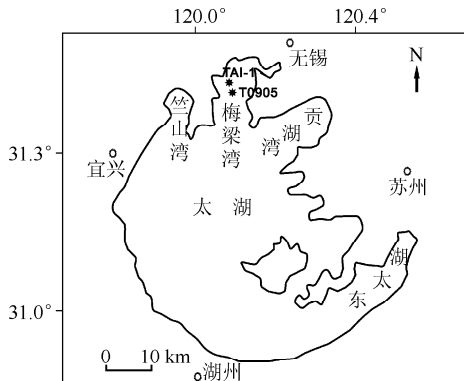 120.0° 120.4°
无锡
N
TAI-1
T0905
竺山湾
梅梁湾
贡湖湾
31.3°
宜兴
苏州
太湖
东太湖
31.0°
0 10 km
湖州